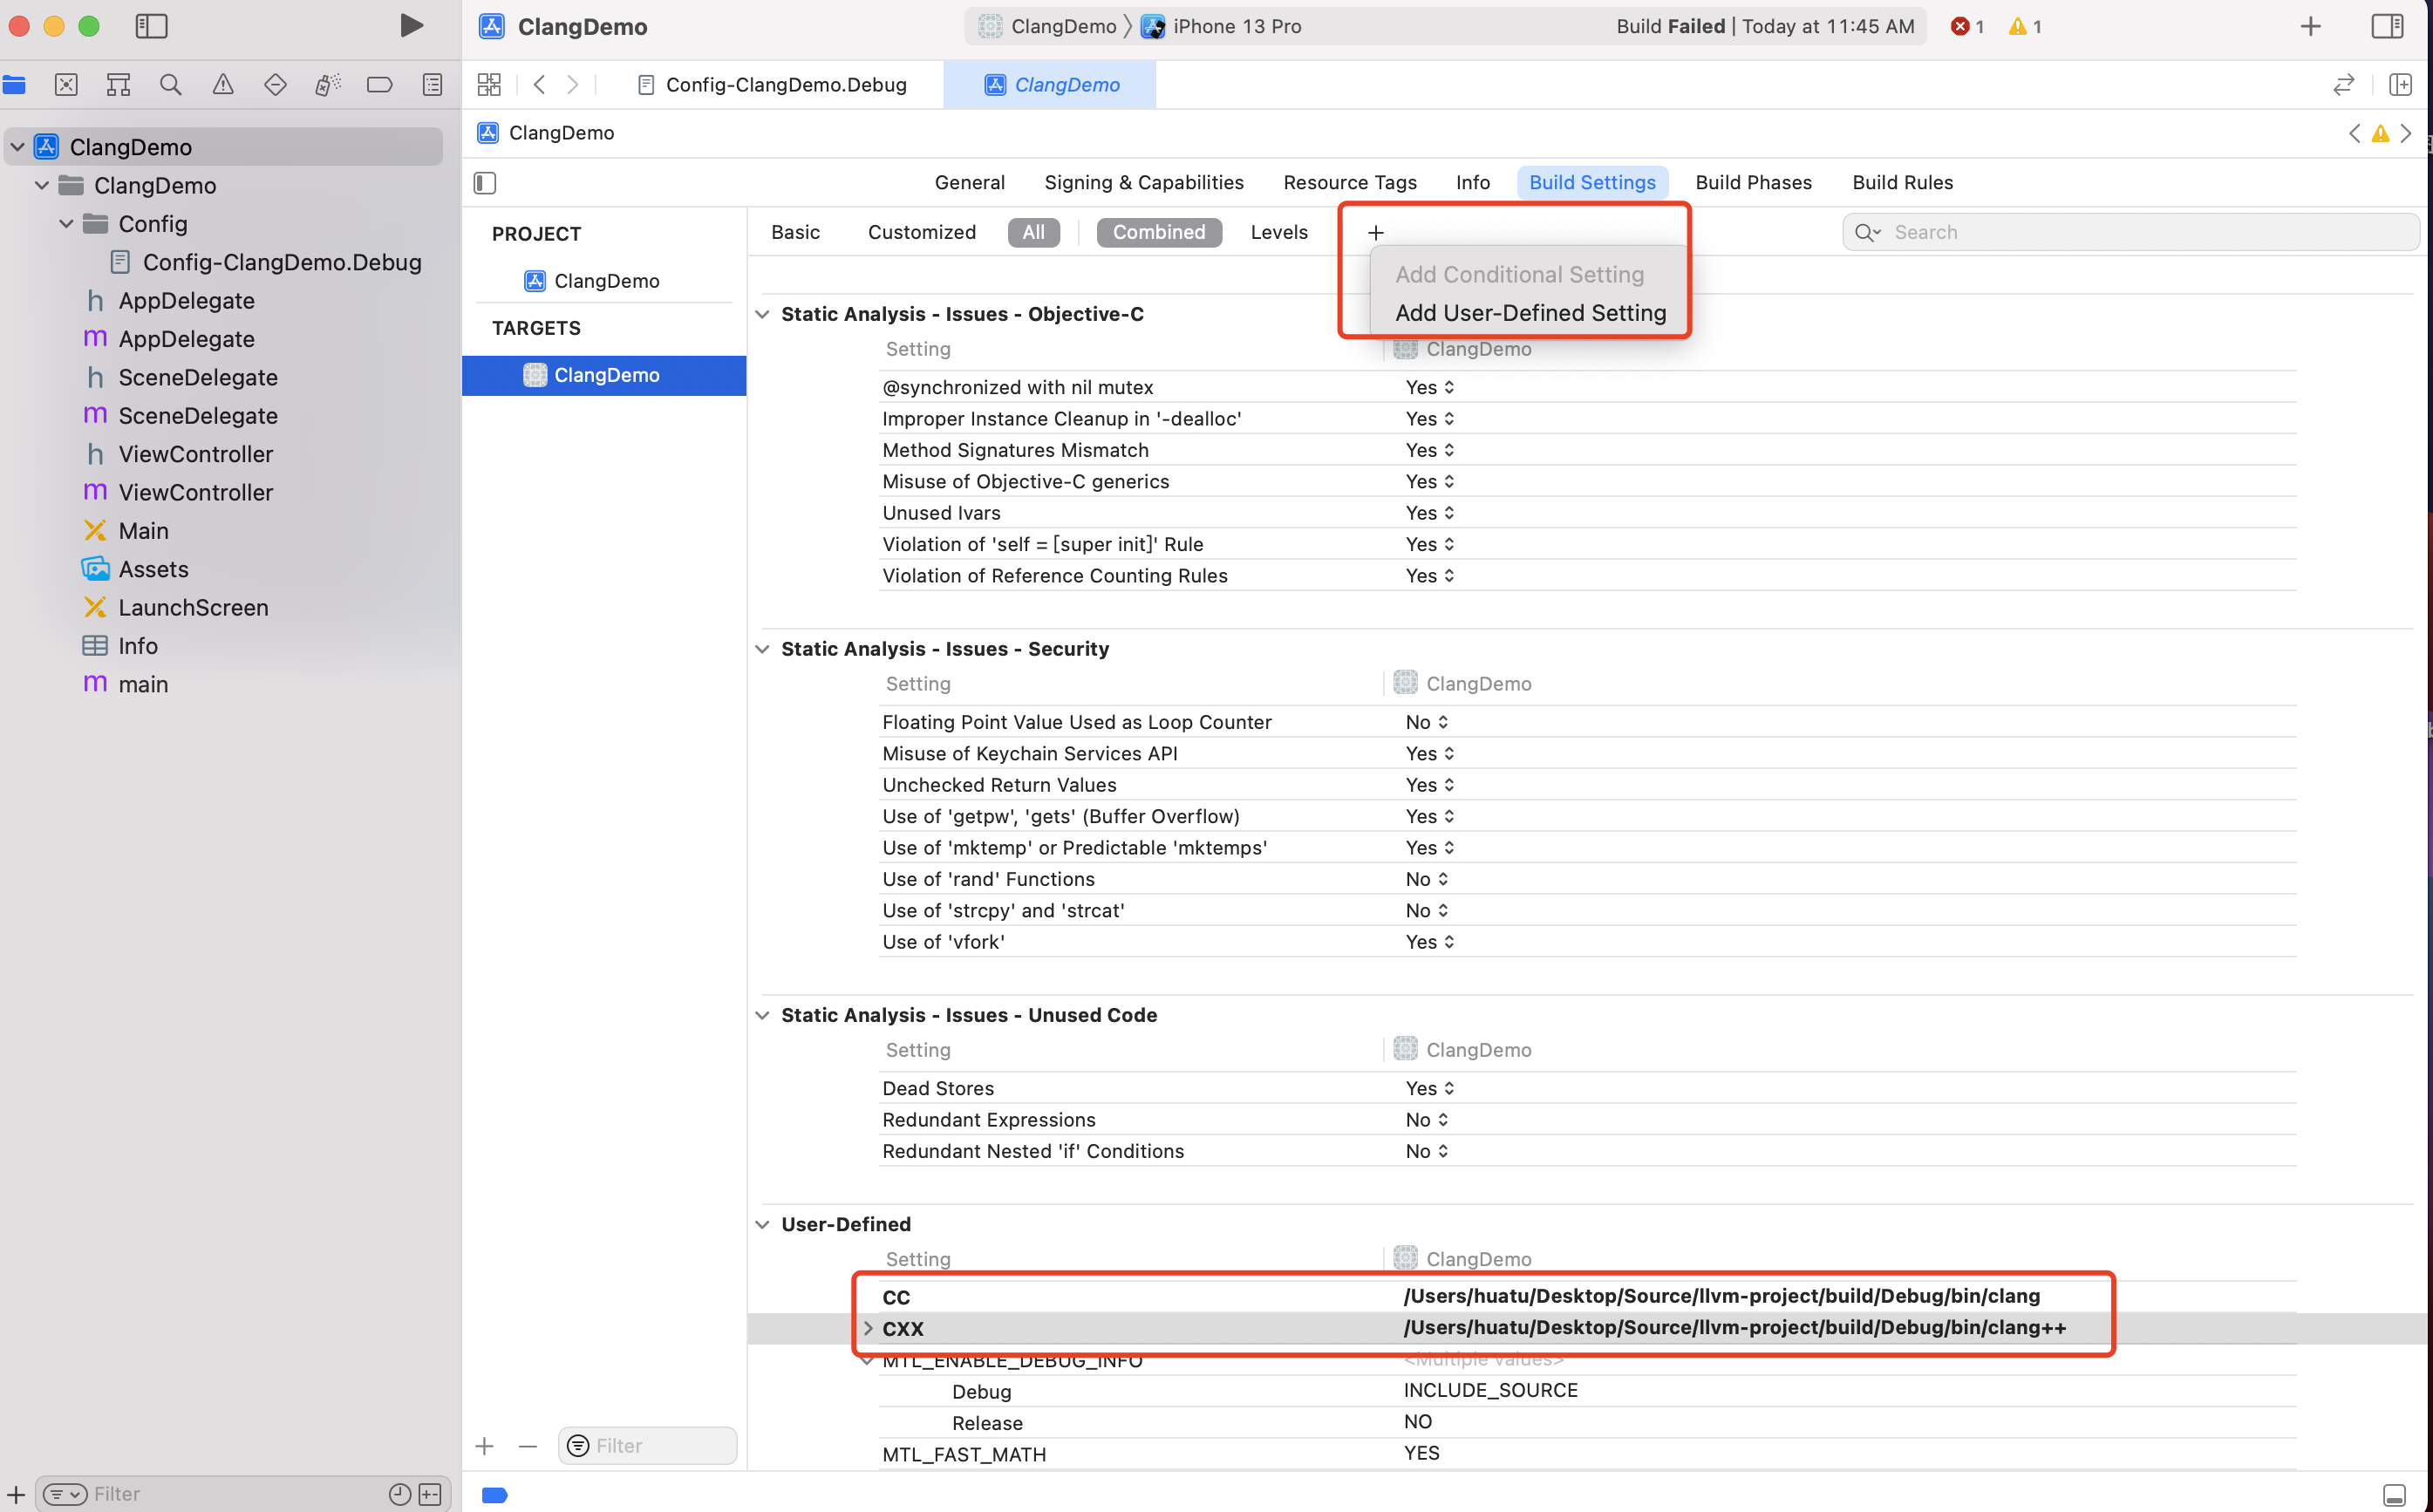 ClangDemo
ClangDemo
iPhone 13 Pro
Build Failed | Today at 11:45 AM
1
1
Config-ClangDemo.Debug
ClangDemo
ClangDemo
ClangDemo
ClangDemo
Config
Config-ClangDemo.Debug
h AppDelegate
m AppDelegate
h SceneDelegate
m SceneDelegate
h ViewController
m ViewController
Main
Assets
LaunchScreen
Info
m main
Filter
General
Signing & Capabilities
Resource Tags
Info
Build Settings
Build Phases
Build Rules
PROJECT
ClangDemo
TARGETS
ClangDemo
Filter
Basic
Customized
All
Combined
Levels
+
Search
Add Conditional Setting
Add User-Defined Setting
Static Analysis - Issues - Objective-C
Setting ClangDemo
@synchronized with nil mutex Yes
Improper Instance Cleanup in '-dealloc' Yes
Method Signatures Mismatch Yes
Misuse of Objective-C generics Yes
Unused Ivars Yes
Violation of 'self = [super init]' Rule Yes
Violation of Reference Counting Rules Yes
Static Analysis - Issues - Security
Setting ClangDemo
Floating Point Value Used as Loop Counter No
Misuse of Keychain Services API Yes
Unchecked Return Values Yes
Use of 'getpw', 'gets' (Buffer Overflow) Yes
Use of 'mktemp' or Predictable 'mktemps' Yes
Use of 'rand' Functions No
Use of 'strcpy' and 'strcat' No
Use of 'vfork' Yes
Static Analysis - Issues - Unused Code
Setting ClangDemo
Dead Stores Yes
Redundant Expressions No
Redundant Nested 'if' Conditions No
User-Defined
Setting ClangDemo
CC /Users/huatu/Desktop/Source/llvm-project/build/Debug/bin/clang
CXX /Users/huatu/Desktop/Source/llvm-project/build/Debug/bin/clang++
MTL_ENABLE_DEBUG_INFO <Multiple values>
Debug INCLUDE_SOURCE
Release NO
MTL_FAST_MATH YES